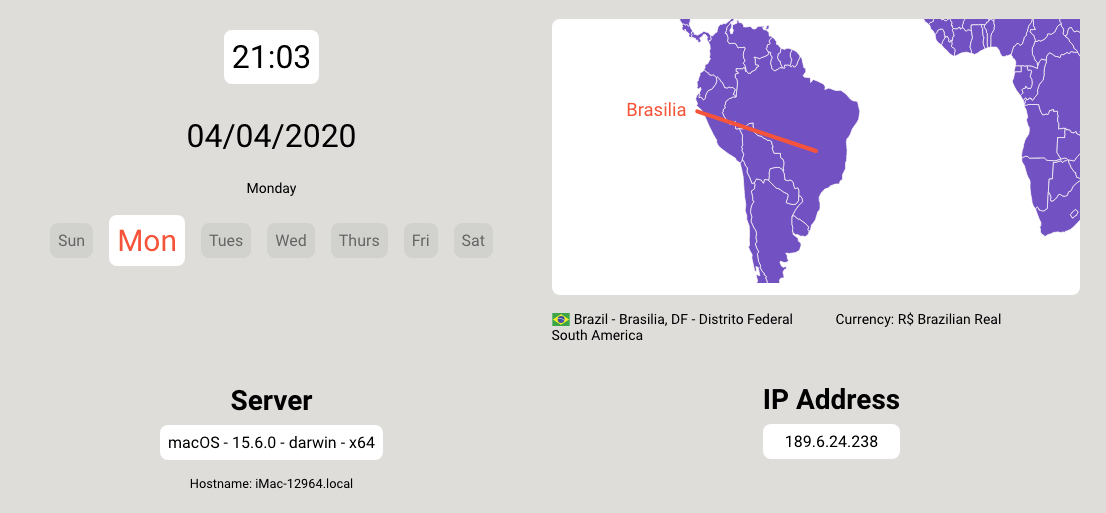 21:03
04/04/2020
Monday
Sun Mon Tues Wed Thurs Fri Sat
Brasilia
Brazil - Brasilia, DF - Distrito Federal
South America
Currency: R$ Brazilian Real
Server
macOS - 15.6.0 - darwin - x64
Hostname: iMac-12964.local
IP Address
189.6.24.238